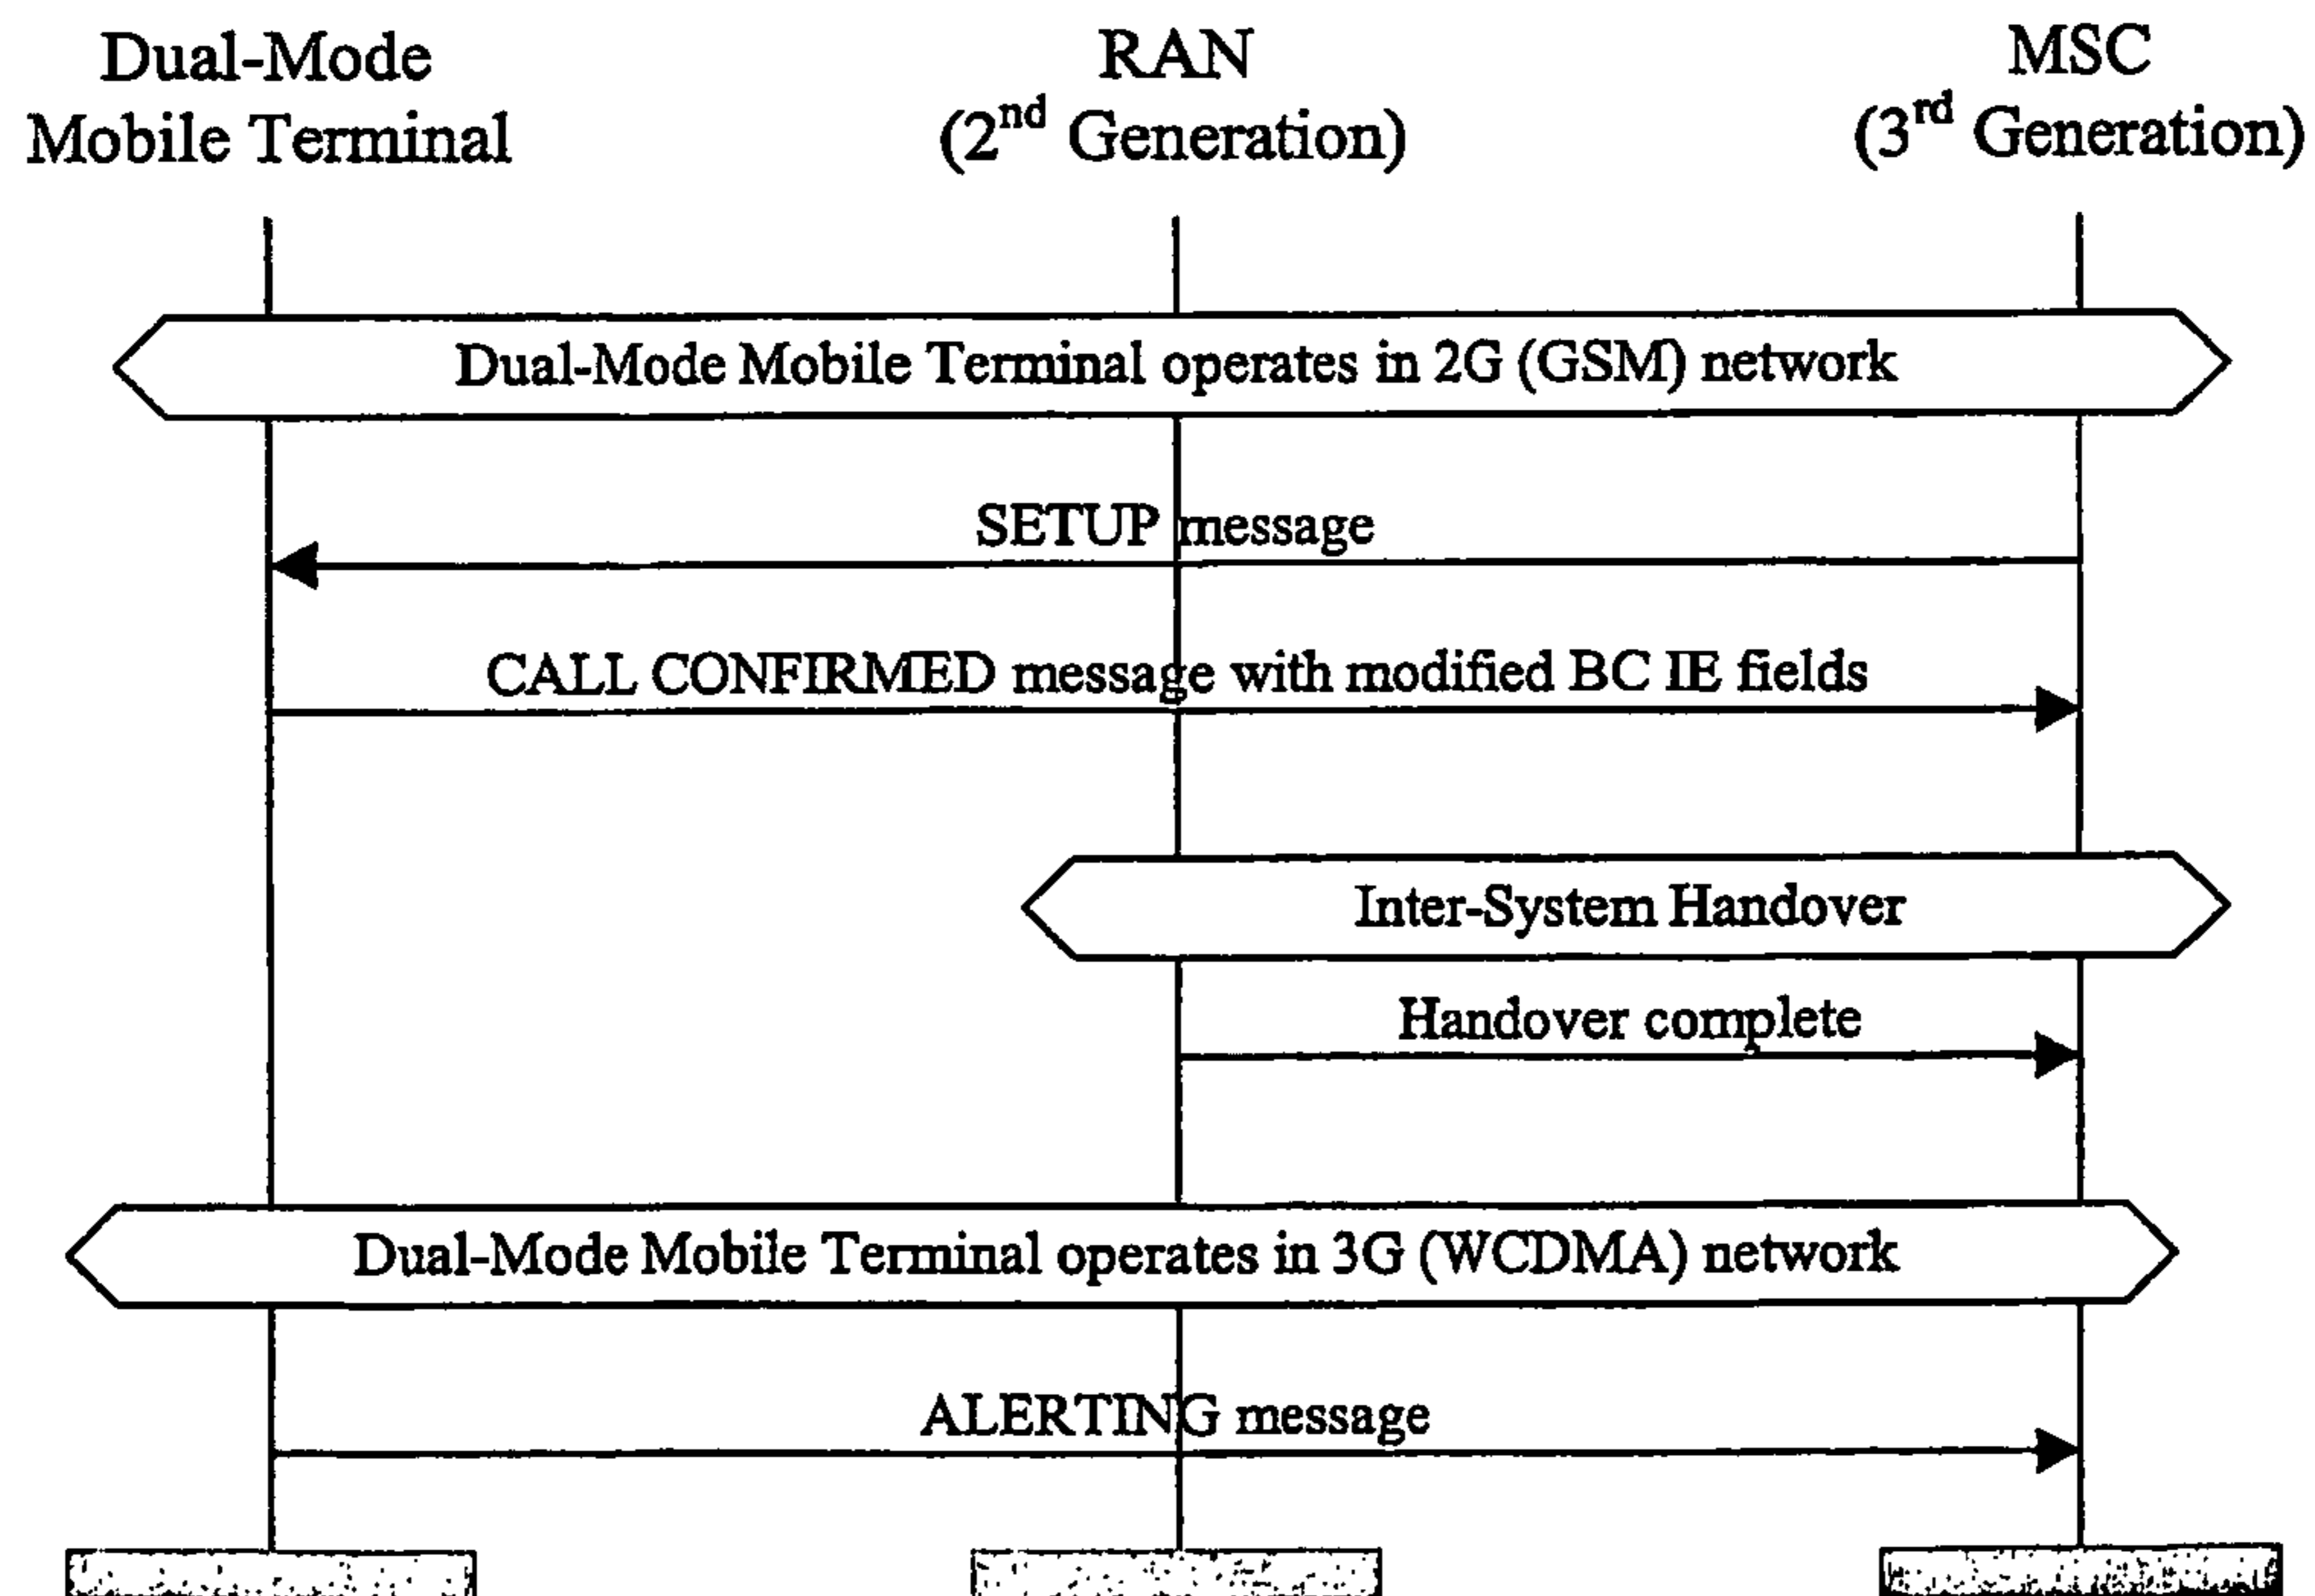 Dual-Mode
Mobile Terminal
RAN
(2nd Generation)
MSC
(3rd Generation)
Dual-Mode Mobile Terminal operates in 2G (GSM) network
SETUP message
CALL CONFIRMED message with modified BC IE fields
Inter-System Handover
Handover complete
Dual-Mode Mobile Terminal operates in 3G (WCDMA) network
ALERTING message